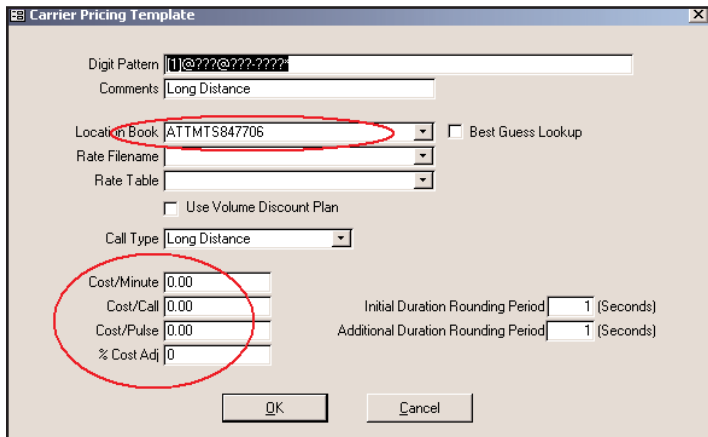 Carrier Pricing Template
Digit Pattern [1]@???@???-????*
Comments Long Distance
Location Book ATTMTS847706 Best Guess Lookup
Rate Filename
Rate Table
Use Volume Discount Plan
Call Type Long Distance
Cost/Minute 0.00
Cost/Call 0.00 Initial Duration Rounding Period 1 (Seconds)
Cost/Pulse 0.00 Additional Duration Rounding Period 1 (Seconds)
% Cost Adj 0
OK Cancel